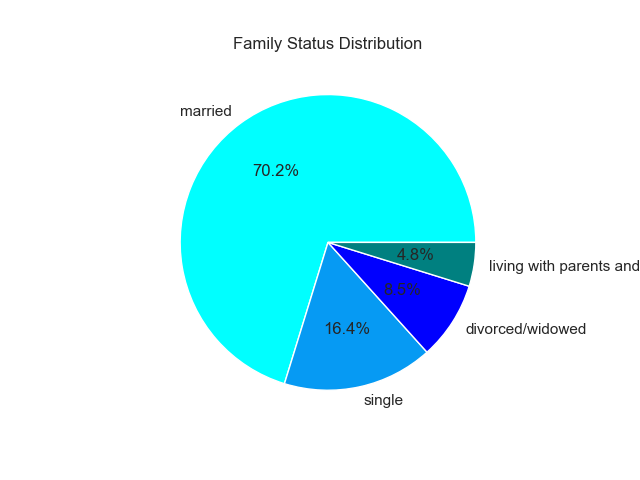 Family Status Distribution
married
70.2%
4.8%
living with parents and
8.6%
divorced/widowed
16.4%
single